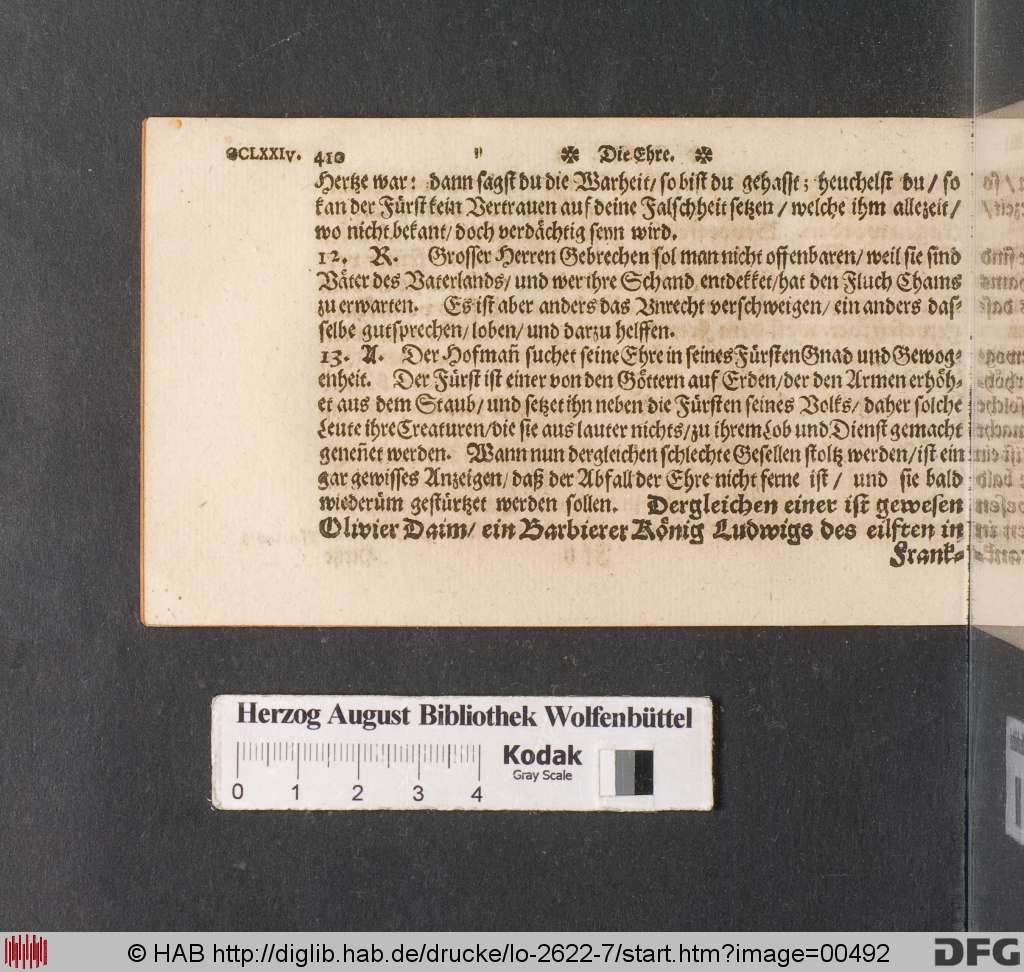 CCLXXIV. 410 ✼ Die Ehre. ✼
Hertze war: dann sagst du die Warheit/ so bist du gehasst; heuchelst du/ so
kan der Fürst kein Vertrauen auf deine Falschheit setzen/ welche ihm allezeit/
wo nicht bekant/ doch verdächtig seyn wird.
12. R. Grosser Herren Gebrechen sol man nicht offenbaren/ weil sie sind
Väter des Vaterlands/ und wer ihre Schand entdekket/ hat den Fluch Chams
zu erwarten. Es ist aber anders das Vnrecht verschweigen/ ein anders das-
selbe gutsprechen/ loben/ und darzu helffen.
13. A. Der Hofmañ suchet seine Ehre in seines Fürsten Gnad und Gewog-
enheit. Der Fürst ist einer von den Göttern auf Erden/ der den Armen erhöh-
et aus dem Staub/ und setzet ihn neben die Fürsten seines Volks/ daher solche
Leute ihre Creaturen/ die sie aus lauter nichts/ zu ihrem Lob und Dienst gemacht
geneñet werden. Wann nun dergleichen schlechte Gesellen stoltz werden/ ist ein
gar gewisses Anzeigen/ daß der Abfall der Ehre nicht ferne ist/ und sie bald
wiederüm gestürtzet werden sollen. Dergleichen einer ist gewesen
Olivier Daim/ ein Barbierer König Ludwigs des eilften in
Frank-
Herzog August Bibliothek Wolfenbüttel
Kodak
Gray Scale
0 1 2 3 4
© HAB http://diglib.hab.de/drucke/lo-2622-7/start.htm?image=00492
DFG